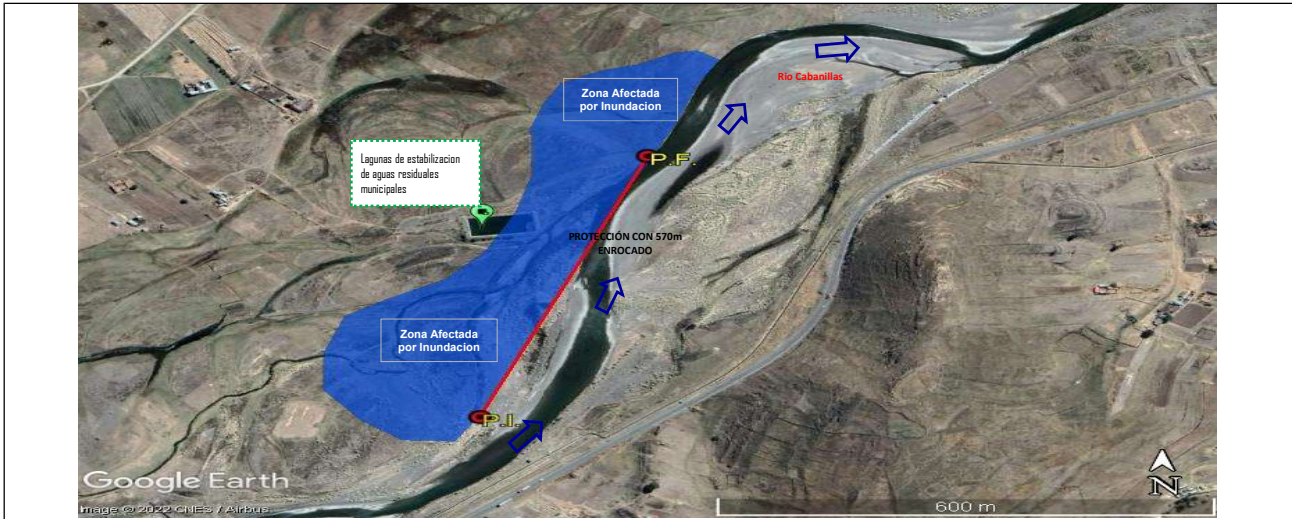 Zona Afectada
por Inundacion
Río Cabanillas
Lagunas de estabilizacion
de aguas residuales
municipales
P.F.
PROTECCIÓN CON 570m
ENROCADO
Zona Afectada
por Inundacion
P.I.
Google Earth
Image © 2022 CNES / Airbus
N
600 m